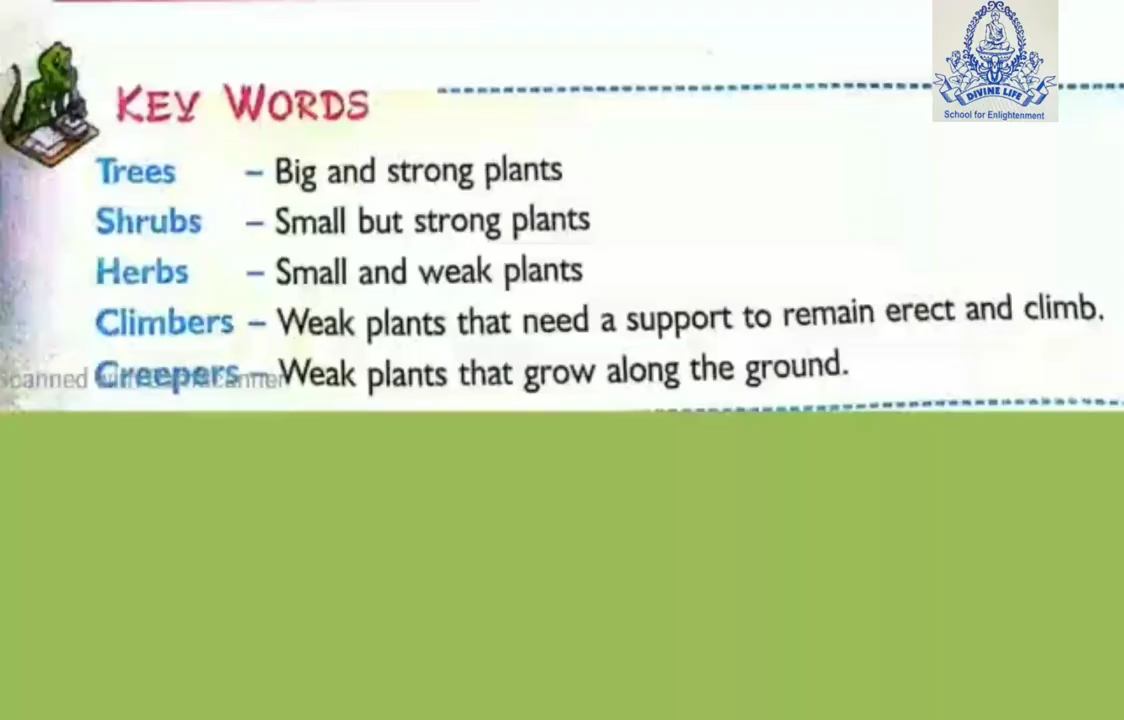 DIVINE LIFE
School for Enlightenment
KEY WORDS
Trees – Big and strong plants
Shrubs – Small but strong plants
Herbs – Small and weak plants
Climbers – Weak plants that need a support to remain erect and climb.
Creepers – Weak plants that grow along the ground.
Scanned